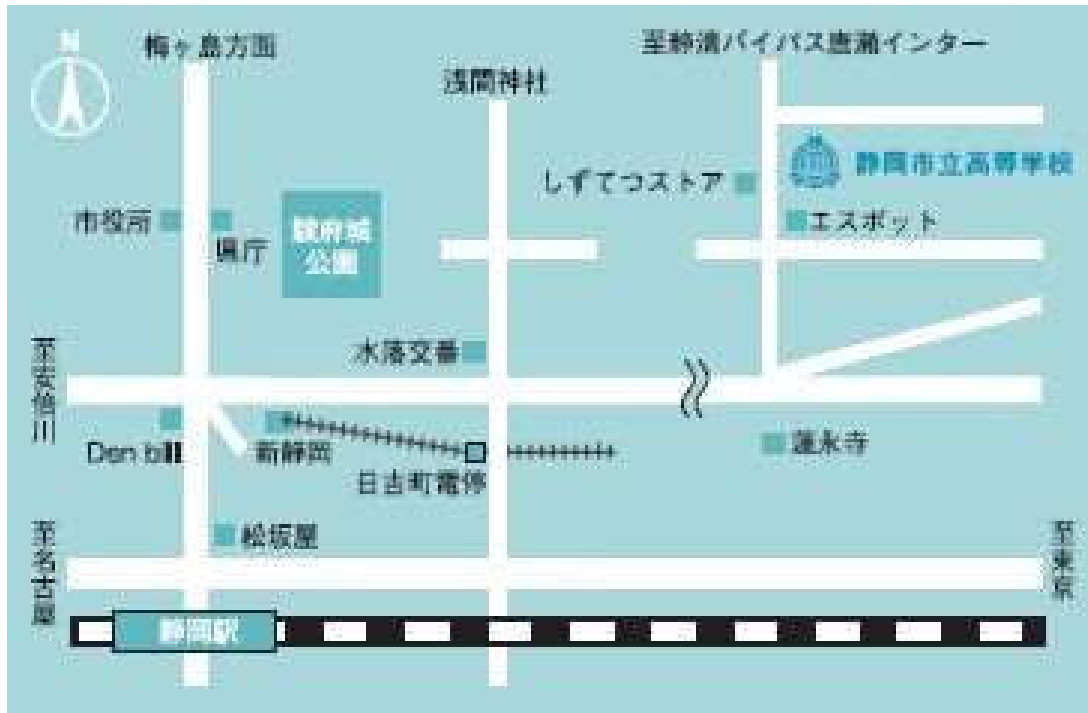 N
梅ヶ島方面
浅間神社
至静清バイパス唐瀬インター
静岡市立高等学校
しずてつストア
市役所
県庁
駿府城
公園
エスポット
水落交番
至安倍川
Den bill
新静岡
日吉町電停
蓮永寺
松坂屋
至名古屋
至東京
静岡駅